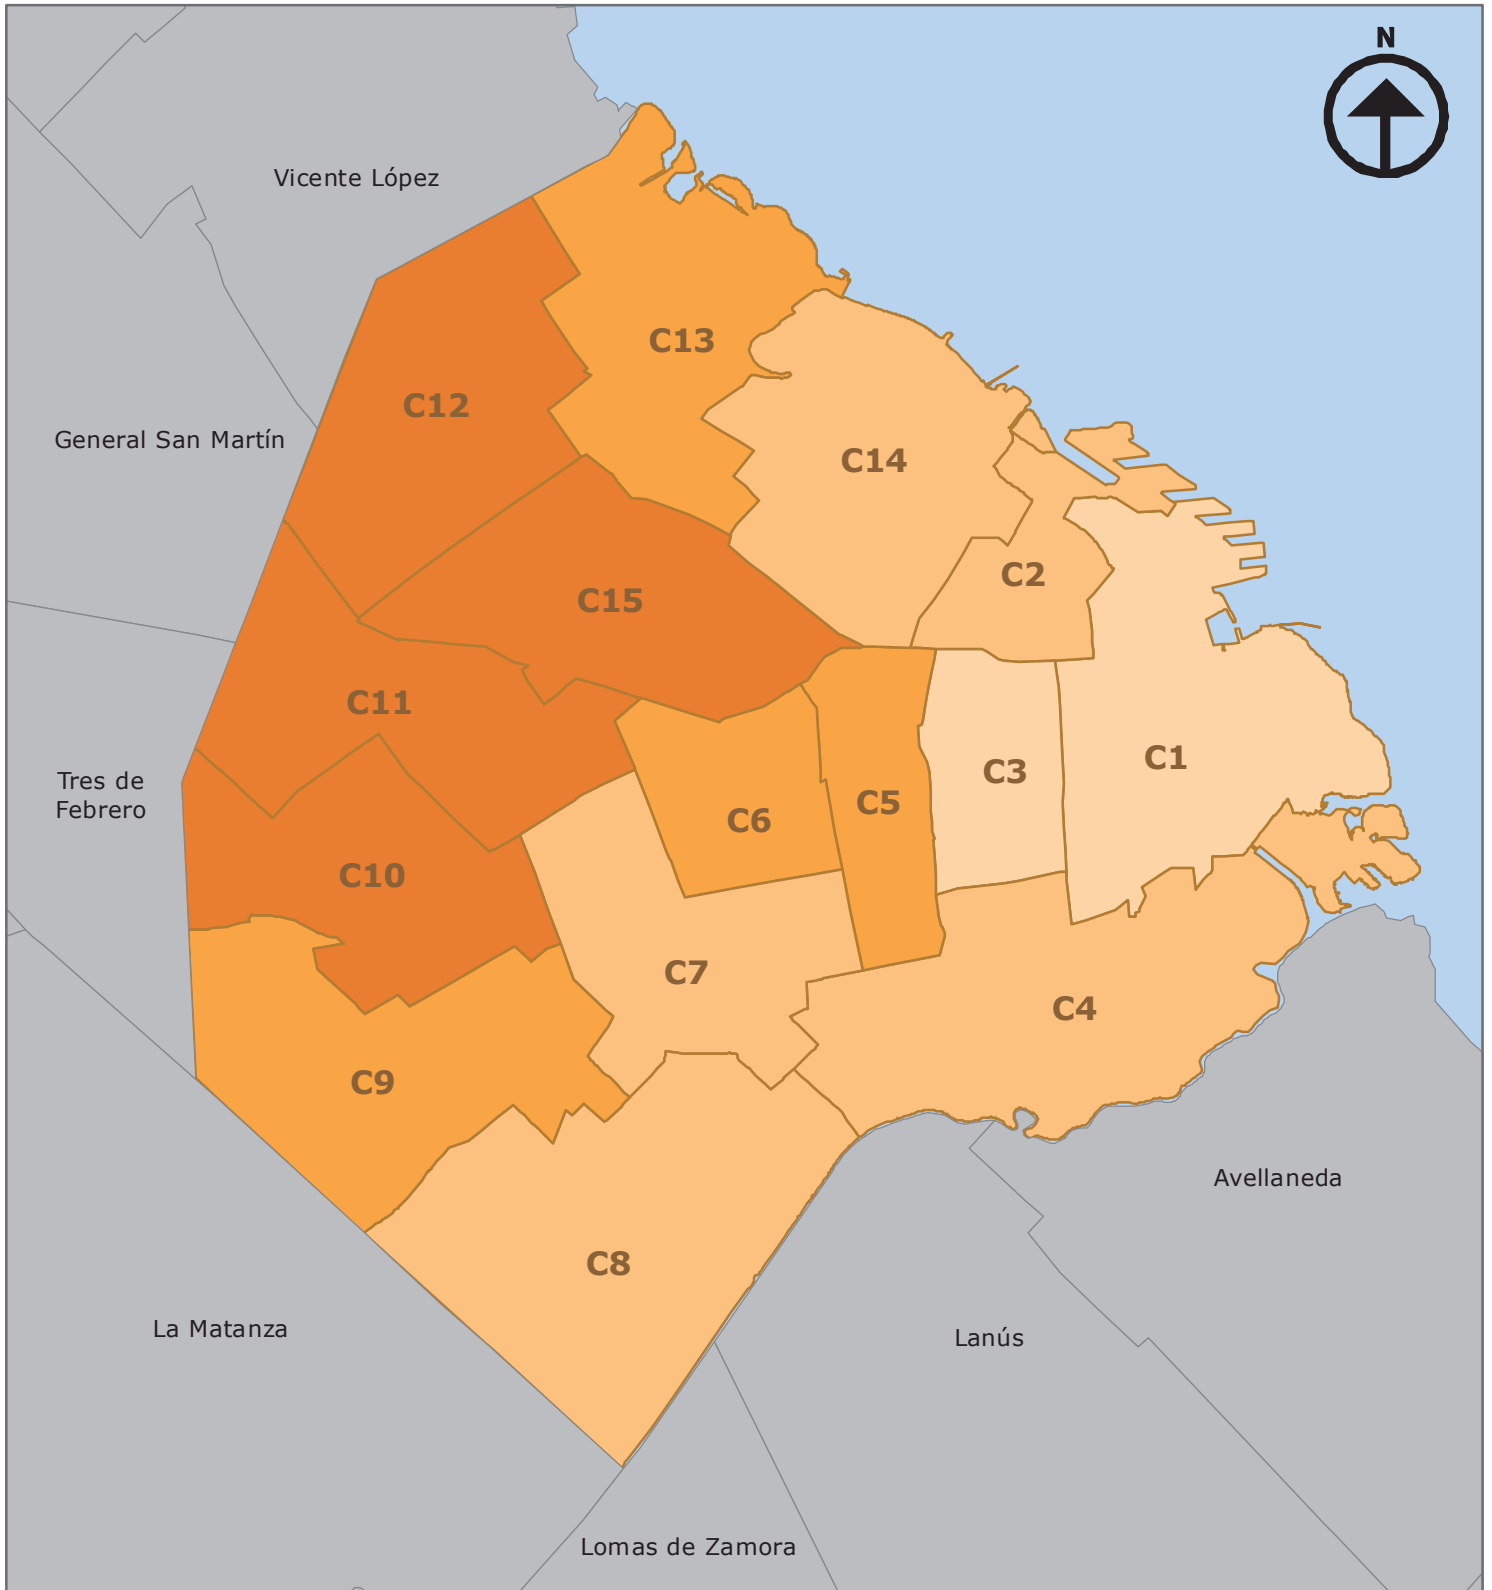 N
Vicente López
C13
C12
General San Martín
C14
C2
C15
C11
C1
C3
Tres de
Febrero
C5
C6
C10
C7
C4
C9
Avellaneda
C8
La Matanza
Lanús
Lomas de Zamora